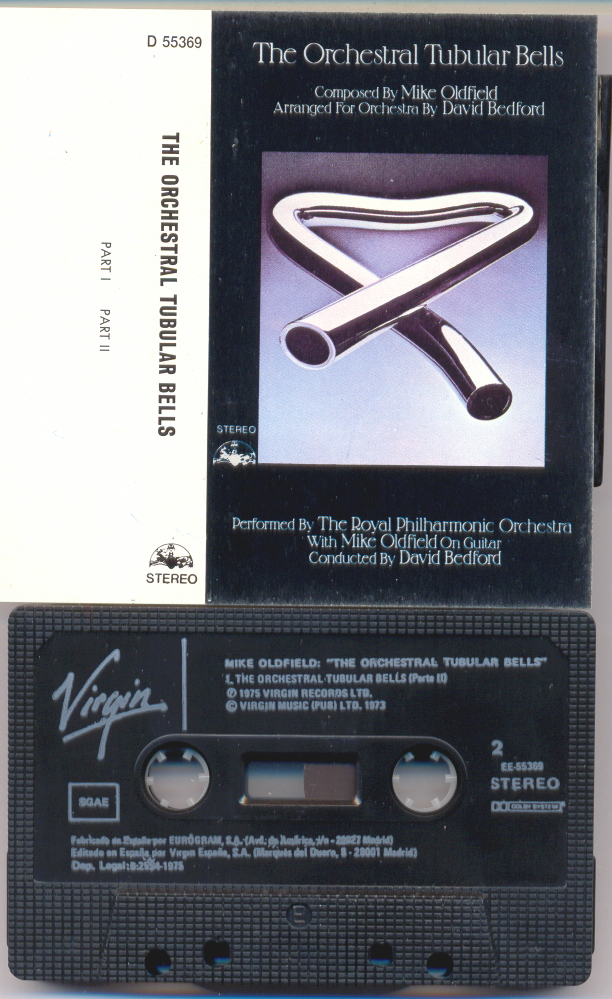 D 55369
THE ORCHESTRAL TUBULAR BELLS
PART I PART II
STEREO
The Orchestral Tubular Bells
Composed By Mike Oldfield
Arranged For Orchestra By David Bedford
STEREO
Performed By The Royal Philharmonic Orchestra
With Mike Oldfield On Guitar
Conducted By David Bedford
Virgin
MIKE OLDFIELD: "THE ORCHESTRAL TUBULAR BELLS"
1. THE ORCHESTRAL TUBULAR BELLS (Parte II)
℗ 1975 VIRGIN RECORDS LTD.
© VIRGIN MUSIC (PUB) LTD. 1973
2
EE-55369
STEREO
DOLBY SYSTEM
SGAE
Fabricado en España por EUROGRAM, S.A. (Avd. de América, s/n - 28027 Madrid)
Editado en España por Virgin España, S.A. (Marqués del Duero, 8 - 28001 Madrid)
Dep. Legal: 1975
E